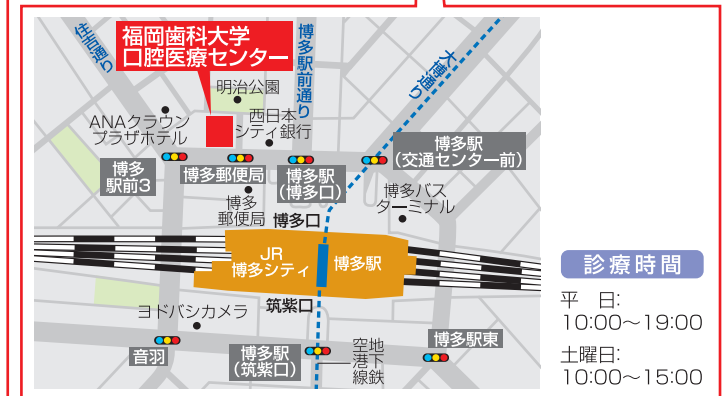 住吉通り
福岡歯科大学
口腔医療センター
博多駅前通り
大博通り
明治公園
ANAクラウン
プラザホテル
西日本
シティ銀行
博多
駅前3
博多郵便局
博多駅
(博多口)
博多駅
(交通センター前)
博多
郵便局
博多口
博多バス
ターミナル
JR
博多シティ
博多駅
筑紫口
ヨドバシカメラ
音羽
博多駅
(筑紫口)
空港線
地下鉄
博多駅東
診療時間
平　日:
10:00〜19:00
土曜日:
10:00〜15:00